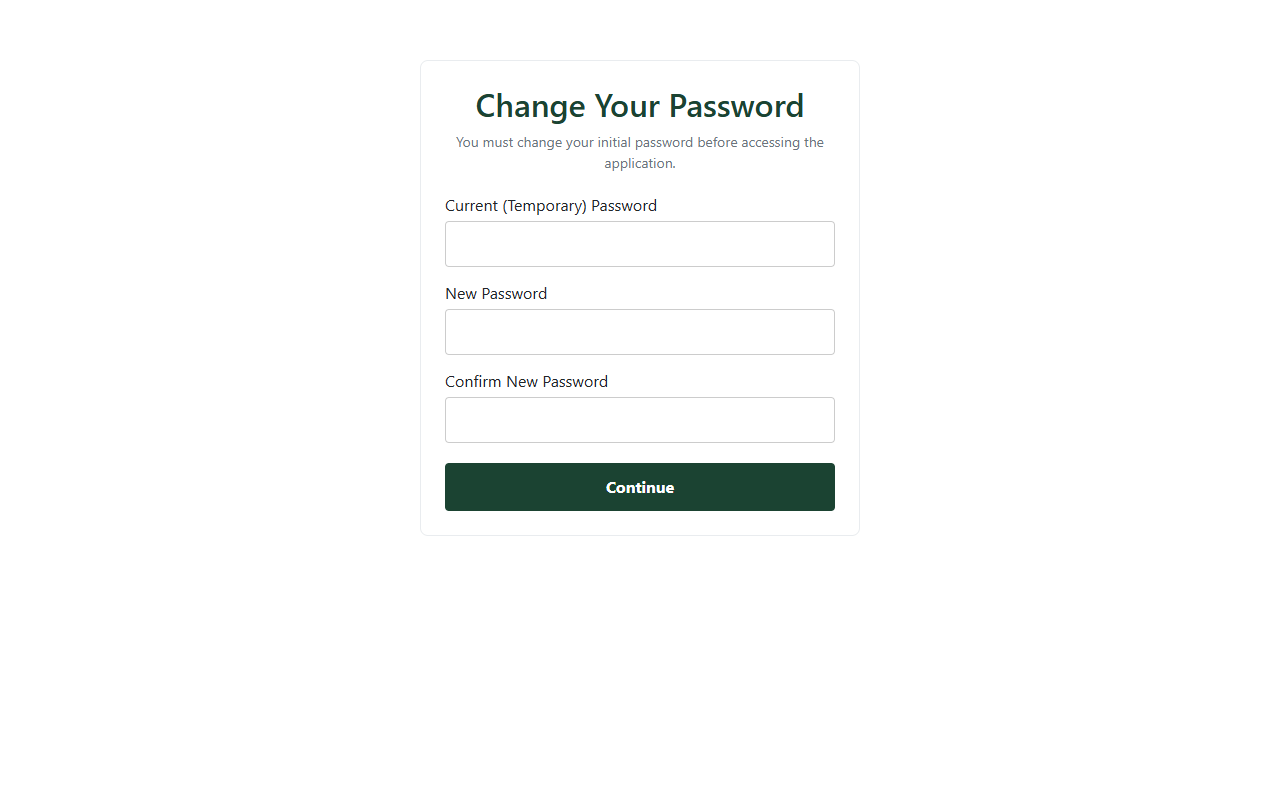 Change Your Password
You must change your initial password before accessing the
application.
Current (Temporary) Password
New Password
Confirm New Password
Continue